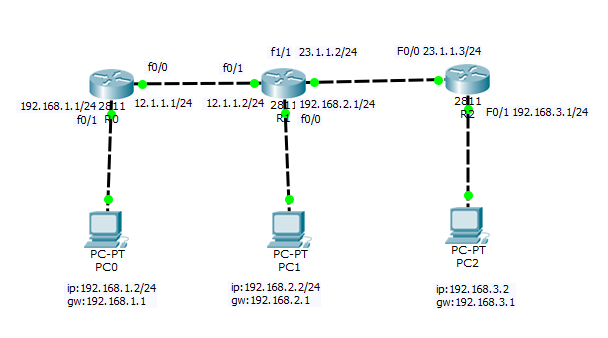 f1/1 23.1.1.2/24
F0/0 23.1.1.3/24
f0/0
f0/1
192.168.1.1/24
2811
12.1.1.1/24
12.1.1.2/24
2811
192.168.2.1/24
2811
f0/1
R0
R1
f0/0
R2
F0/1 192.168.3.1/24
PC-PT
PC0
PC-PT
PC1
PC-PT
PC2
ip:192.168.1.2/24
gw:192.168.1.1
ip:192.168.2.2/24
gw:192.168.2.1
ip:192.168.3.2
gw:192.168.3.1